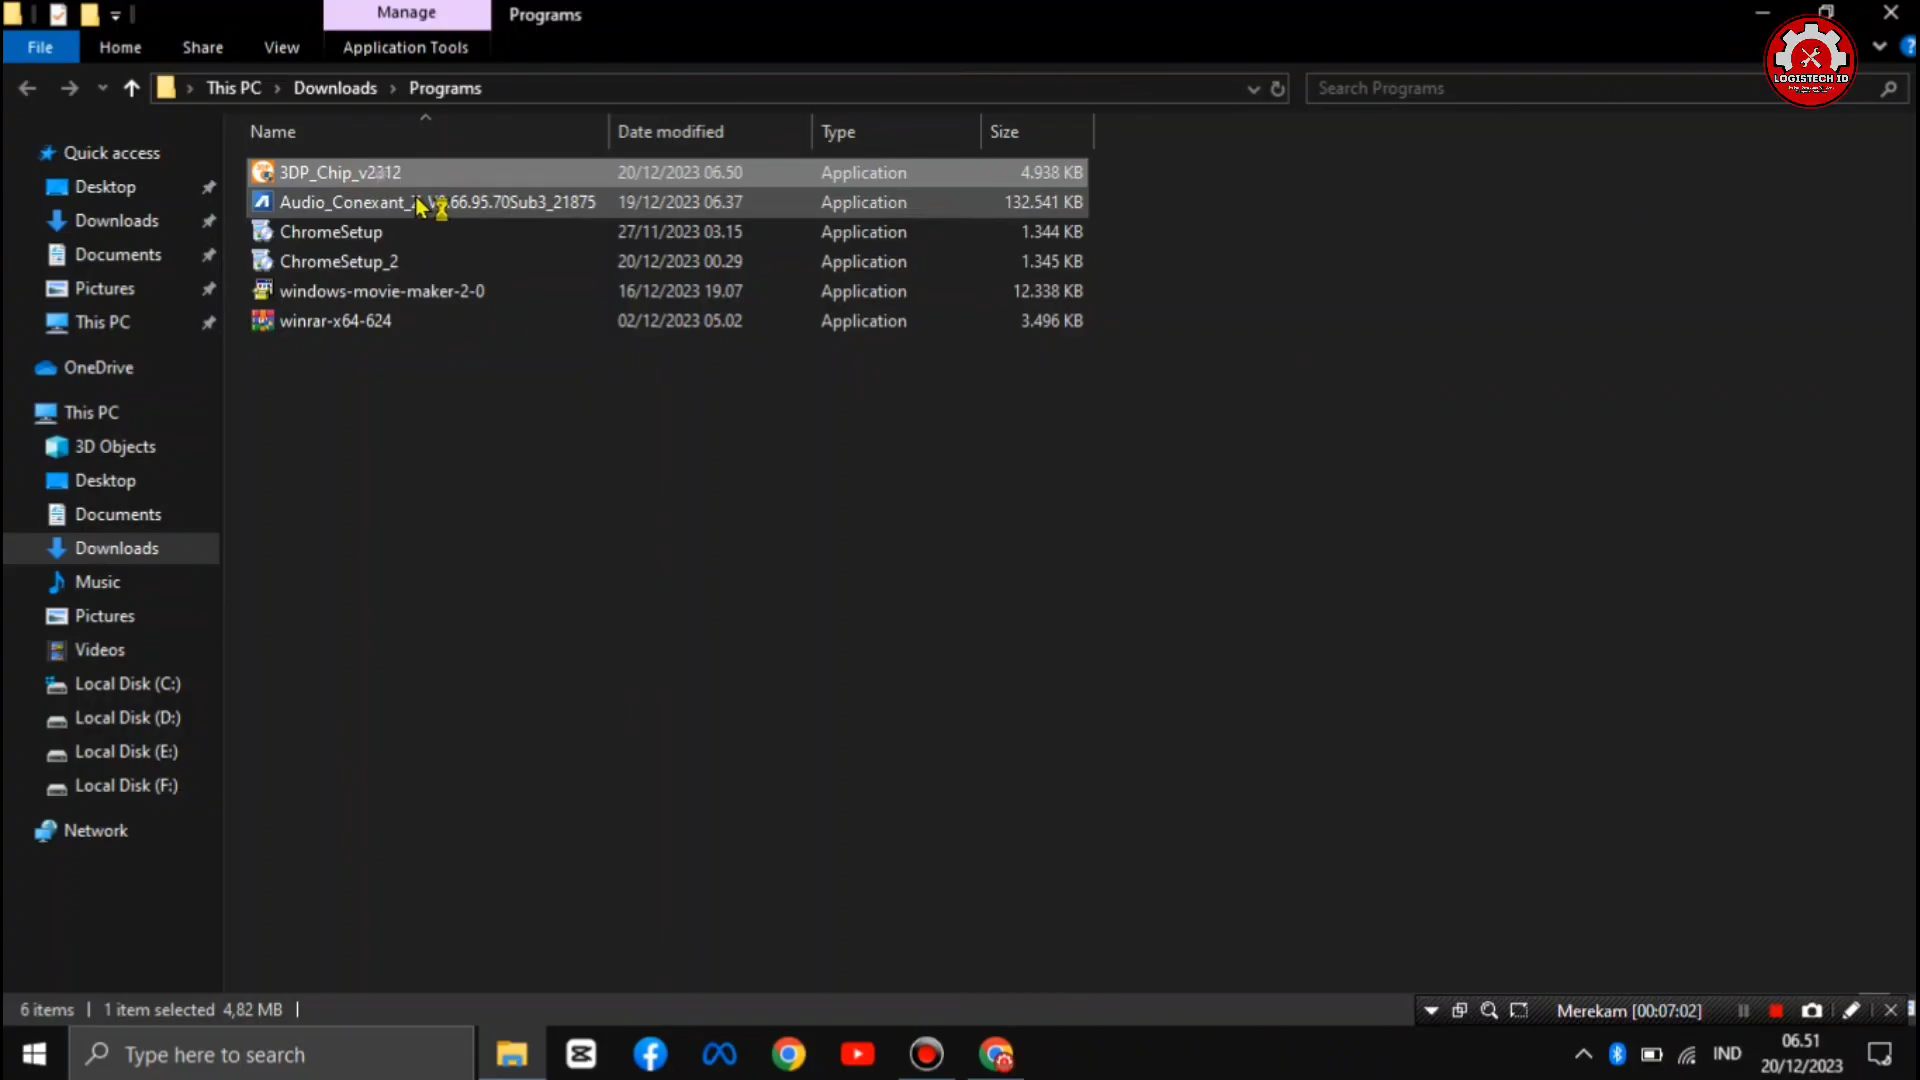 Manage
Programs
File
Home
Share
View
Application Tools
LOGISTECH ID
This PC
Downloads
Programs
Search Programs
Name
Date modified
Type
Size
Quick access
Desktop
Downloads
Documents
Pictures
This PC
OneDrive
This PC
3D Objects
Desktop
Documents
Downloads
Music
Pictures
Videos
Local Disk (C:)
Local Disk (D:)
Local Disk (E:)
Local Disk (F:)
Network
3DP_Chip_v2312 20/12/2023 06.50 Application 4.938 KB
Audio_Conexant_ .66.95.70Sub3_21875 19/12/2023 06.37 Application 132.541 KB
ChromeSetup 27/11/2023 03.15 Application 1.344 KB
ChromeSetup_2 20/12/2023 00.29 Application 1.345 KB
windows-movie-maker-2-0 16/12/2023 19.07 Application 12.338 KB
winrar-x64-624 02/12/2023 05.02 Application 3.496 KB
6 items
1 item selected 4,82 MB
Merekam [00:07:02]
Type here to search
IND
06.51
20/12/2023